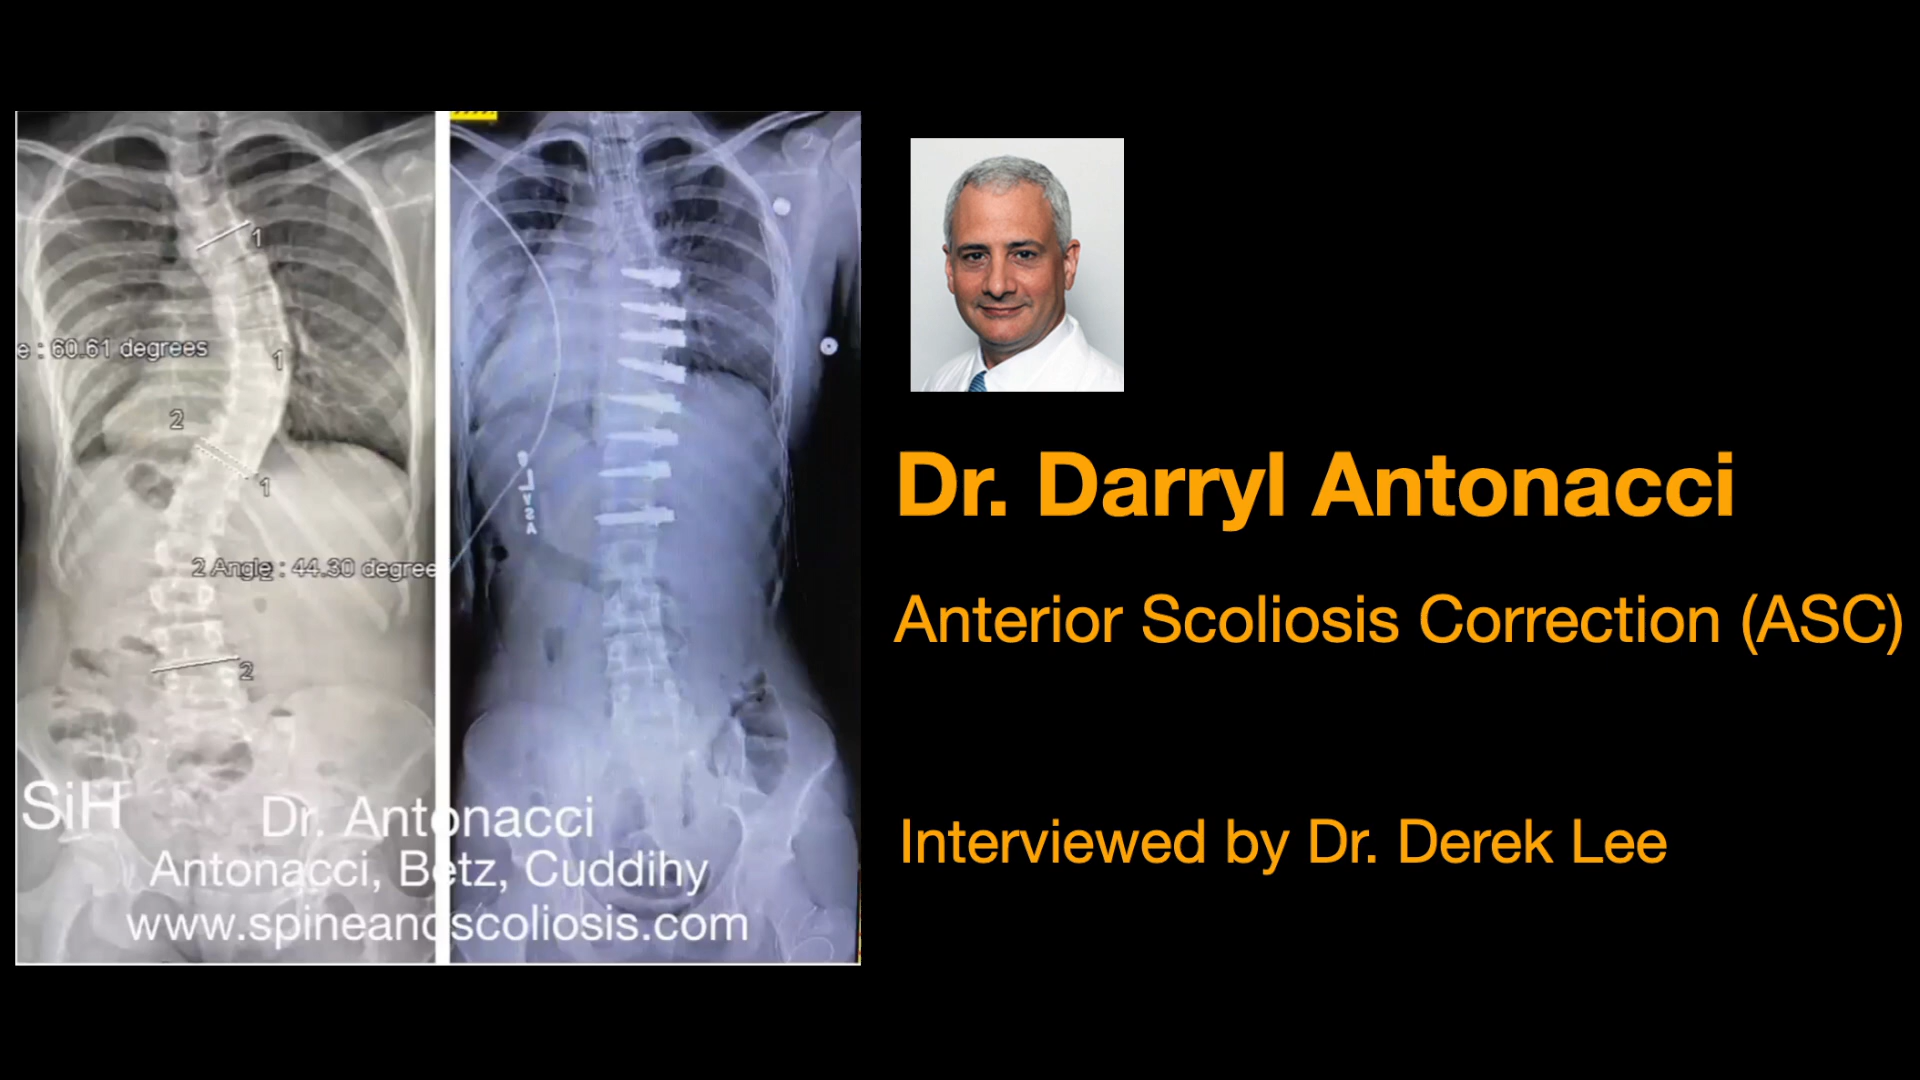 1
e : 60.61 degrees
1
2
1
2 Angle : 44.30 degree
2
SiH
Dr. Antonacci
Antonacci, Betz, Cuddihy
www.spineandscoliosis.com
Dr. Darryl Antonacci
Anterior Scoliosis Correction (ASC)
Interviewed by Dr. Derek Lee